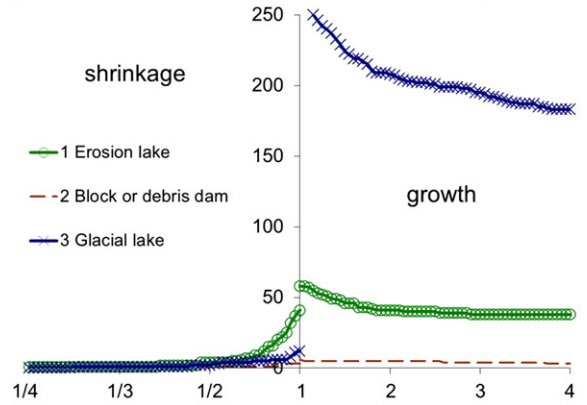 250
shrinkage
200
1 Erosion lake
150
2 Block or debris dam
growth
3 Glacial lake
100
50
0
1/4 1/3 1/2 1 2 3 4